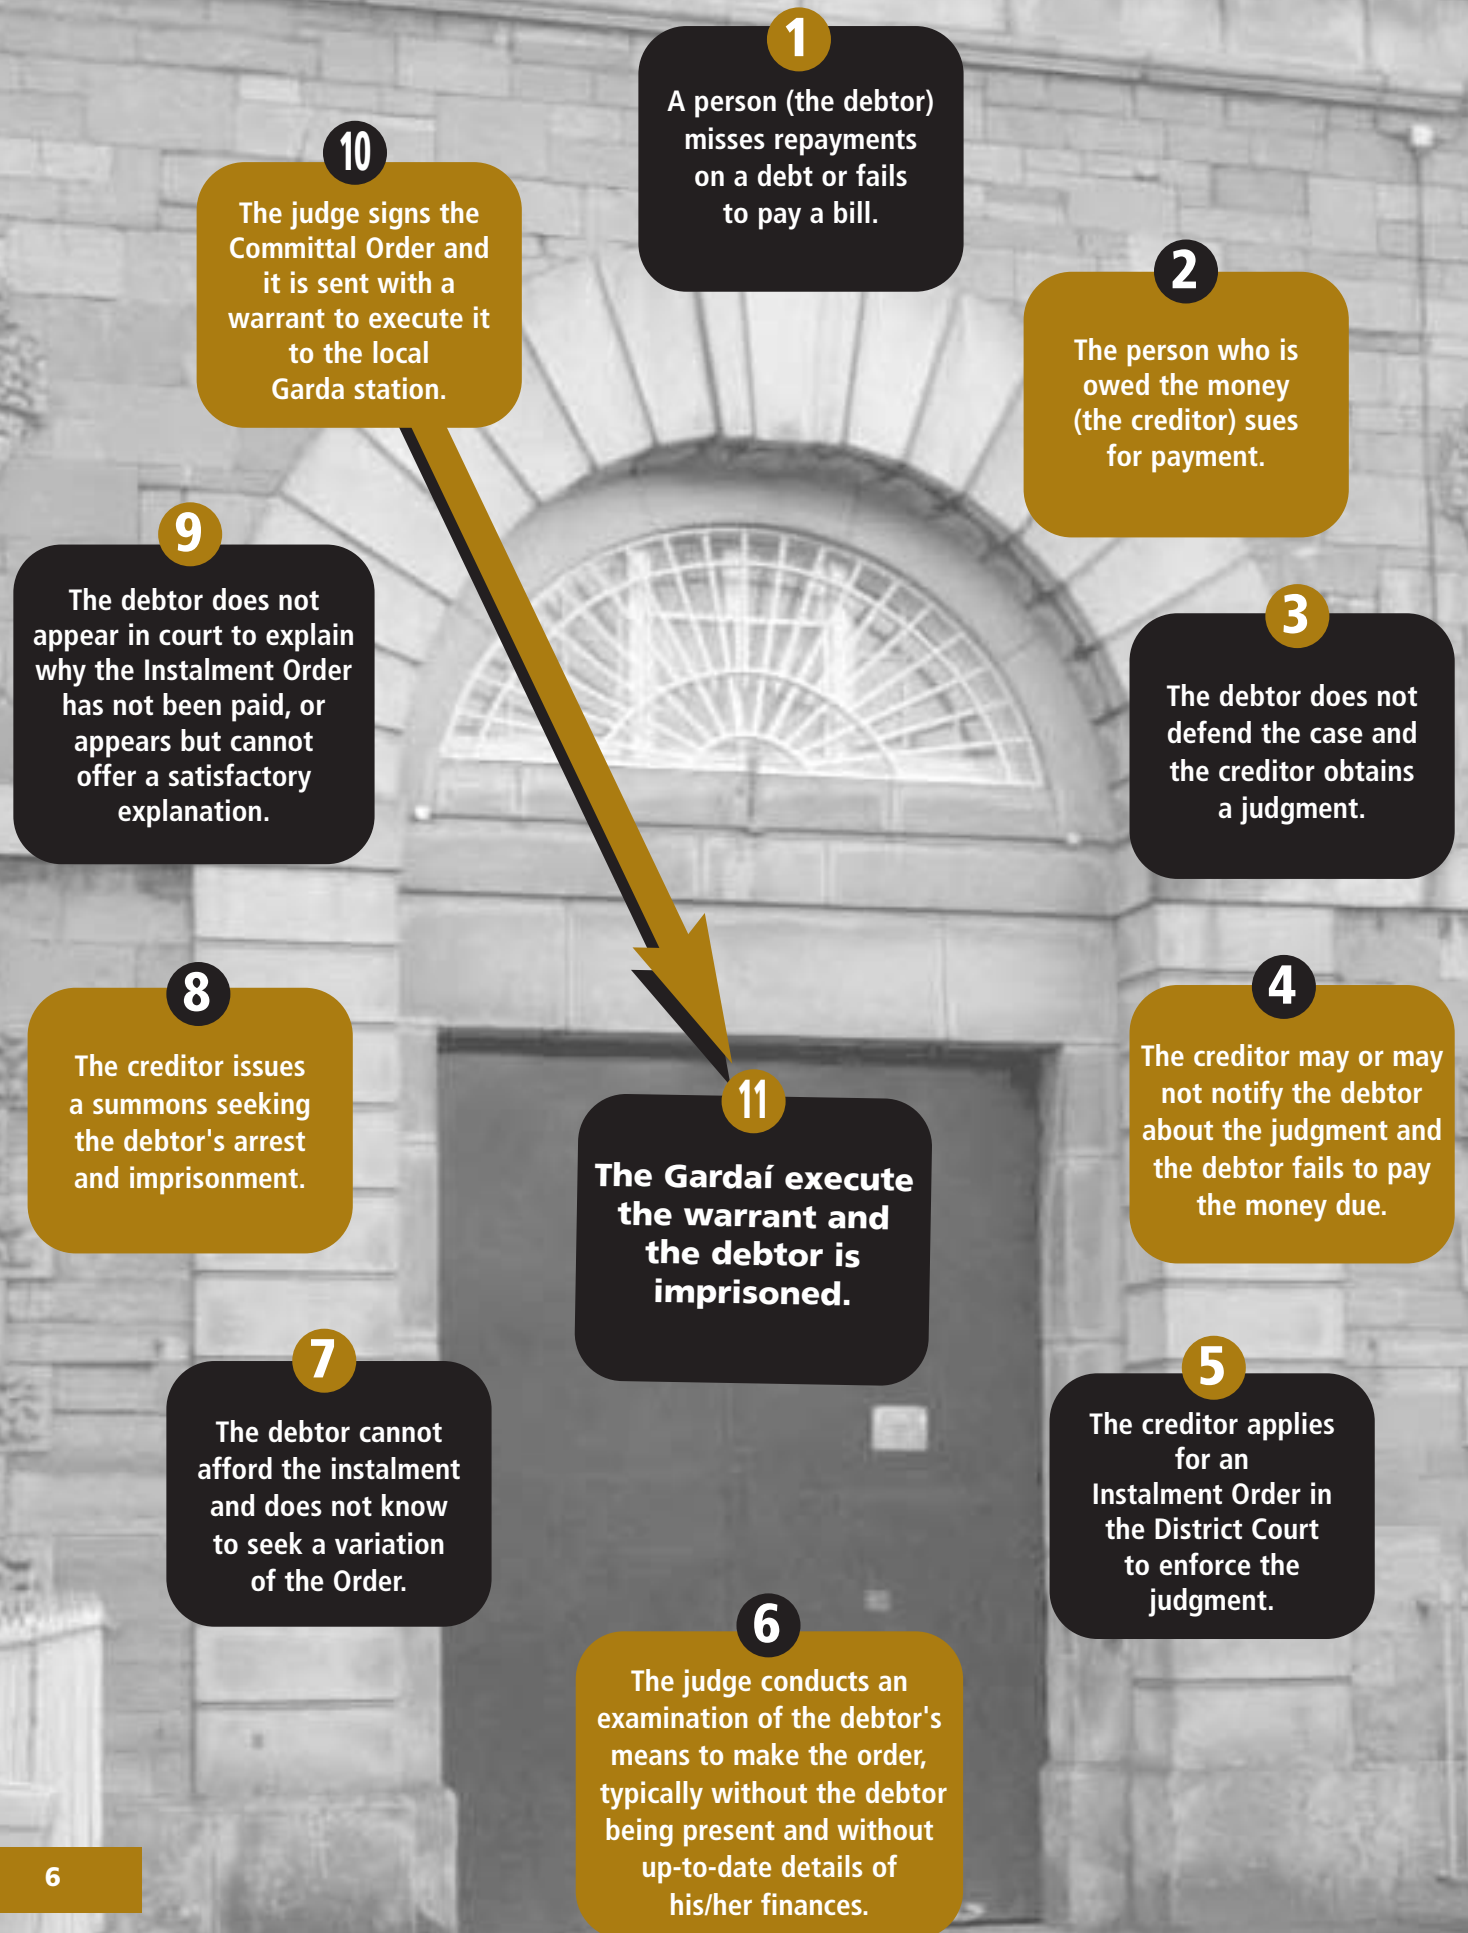 1
A person (the debtor)
misses repayments
on a debt or fails
to pay a bill.
2
The person who is
owed the money
(the creditor) sues
for payment.
3
The debtor does not
defend the case and
the creditor obtains
a judgment.
4
The creditor may or may
not notify the debtor
about the judgment and
the debtor fails to pay
the money due.
5
The creditor applies
for an
Instalment Order in
the District Court
to enforce the
judgment.
6
The judge conducts an
examination of the debtor's
means to make the order,
typically without the debtor
being present and without
up-to-date details of
his/her finances.
7
The debtor cannot
afford the instalment
and does not know
to seek a variation
of the Order.
8
The creditor issues
a summons seeking
the debtor's arrest
and imprisonment.
9
The debtor does not
appear in court to explain
why the Instalment Order
has not been paid, or
appears but cannot
offer a satisfactory
explanation.
10
The judge signs the
Committal Order and
it is sent with a
warrant to execute it
to the local
Garda station.
11
The Gardaí execute
the warrant and
the debtor is
imprisoned.
6